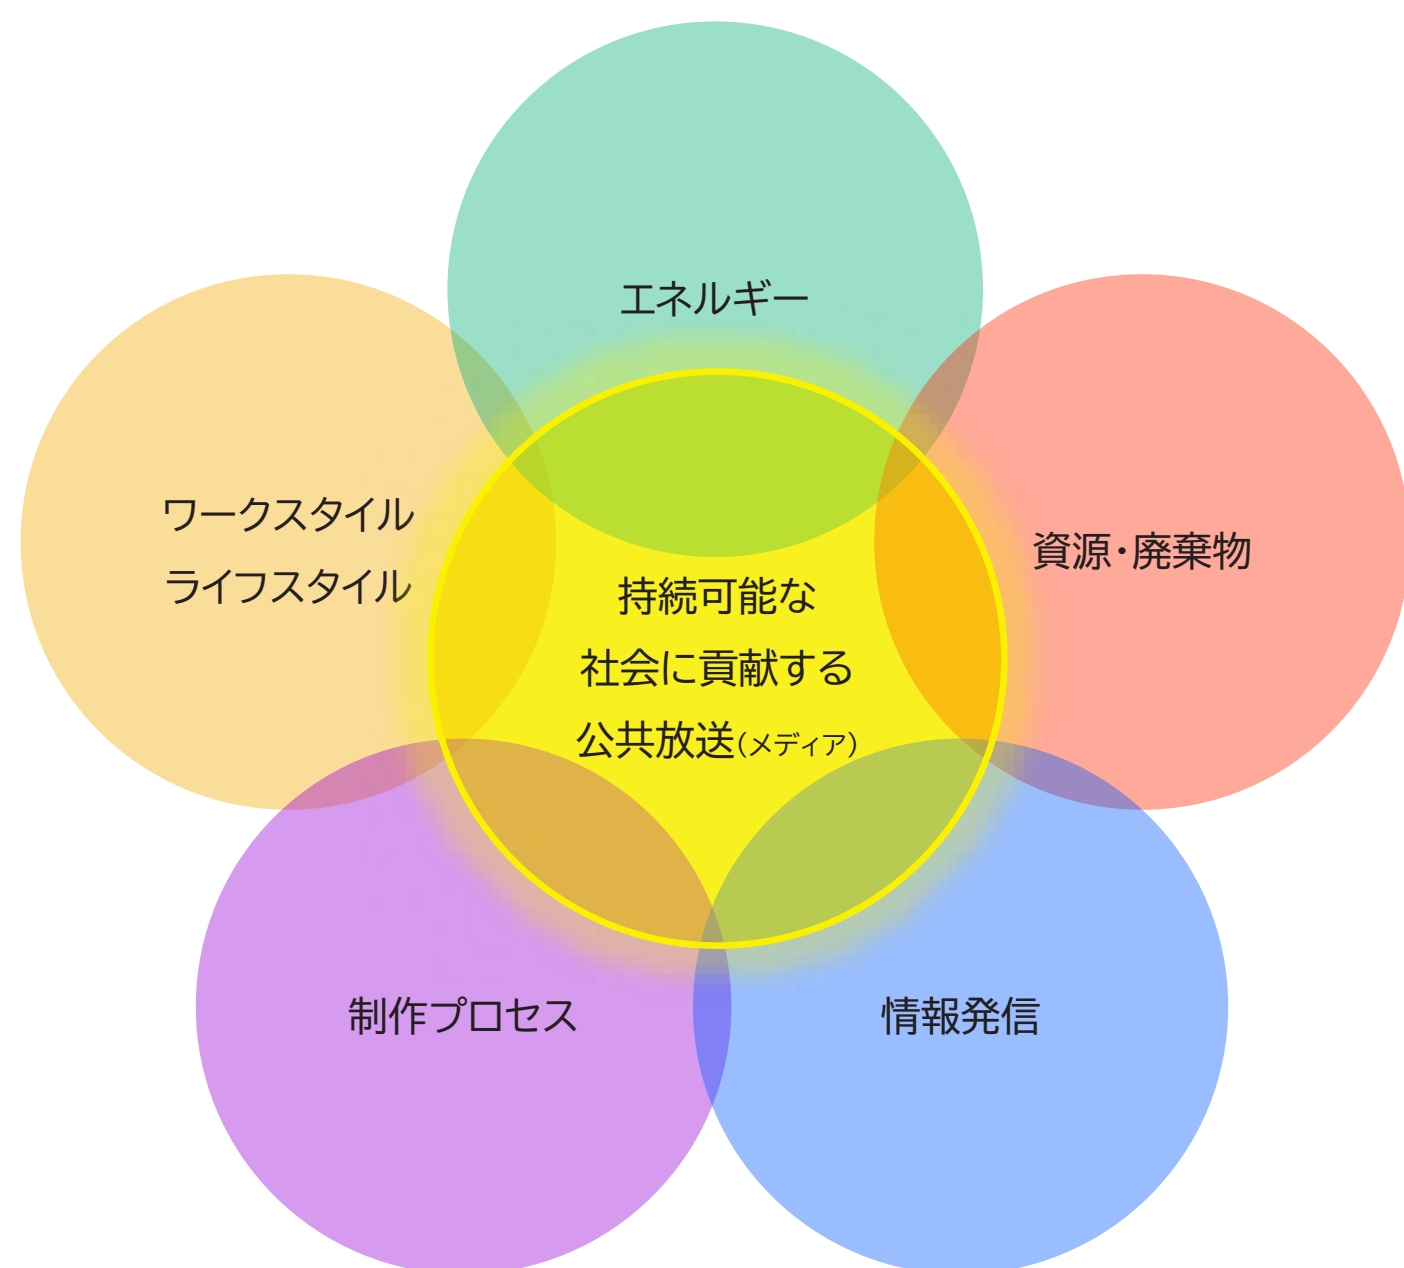 エネルギー
ワークスタイル
ライフスタイル
資源・廃棄物
持続可能な
社会に貢献する
公共放送(メディア)
制作プロセス
情報発信